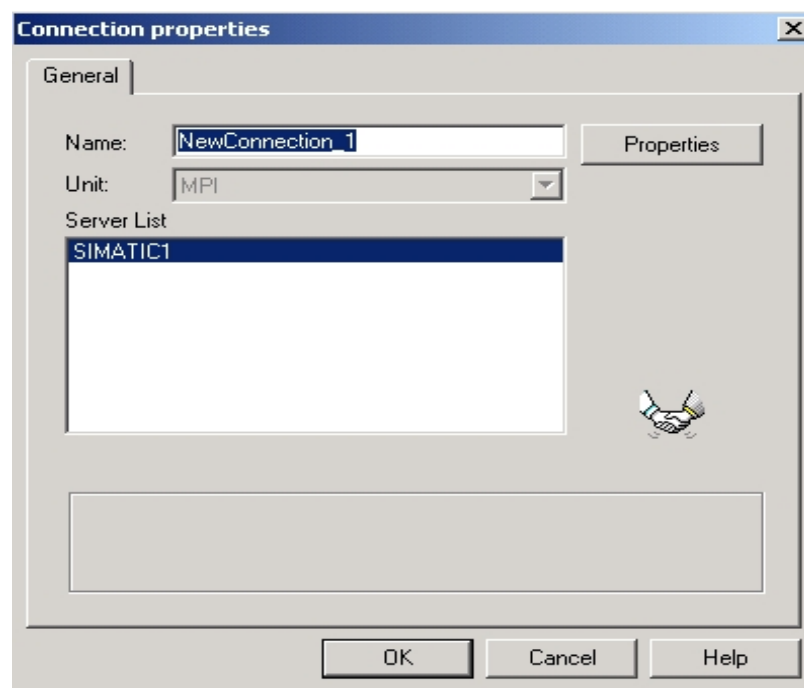 Connection properties
General
Name: NewConnection_1 Properties
Unit: MPI
Server List
SIMATIC1
OK Cancel Help